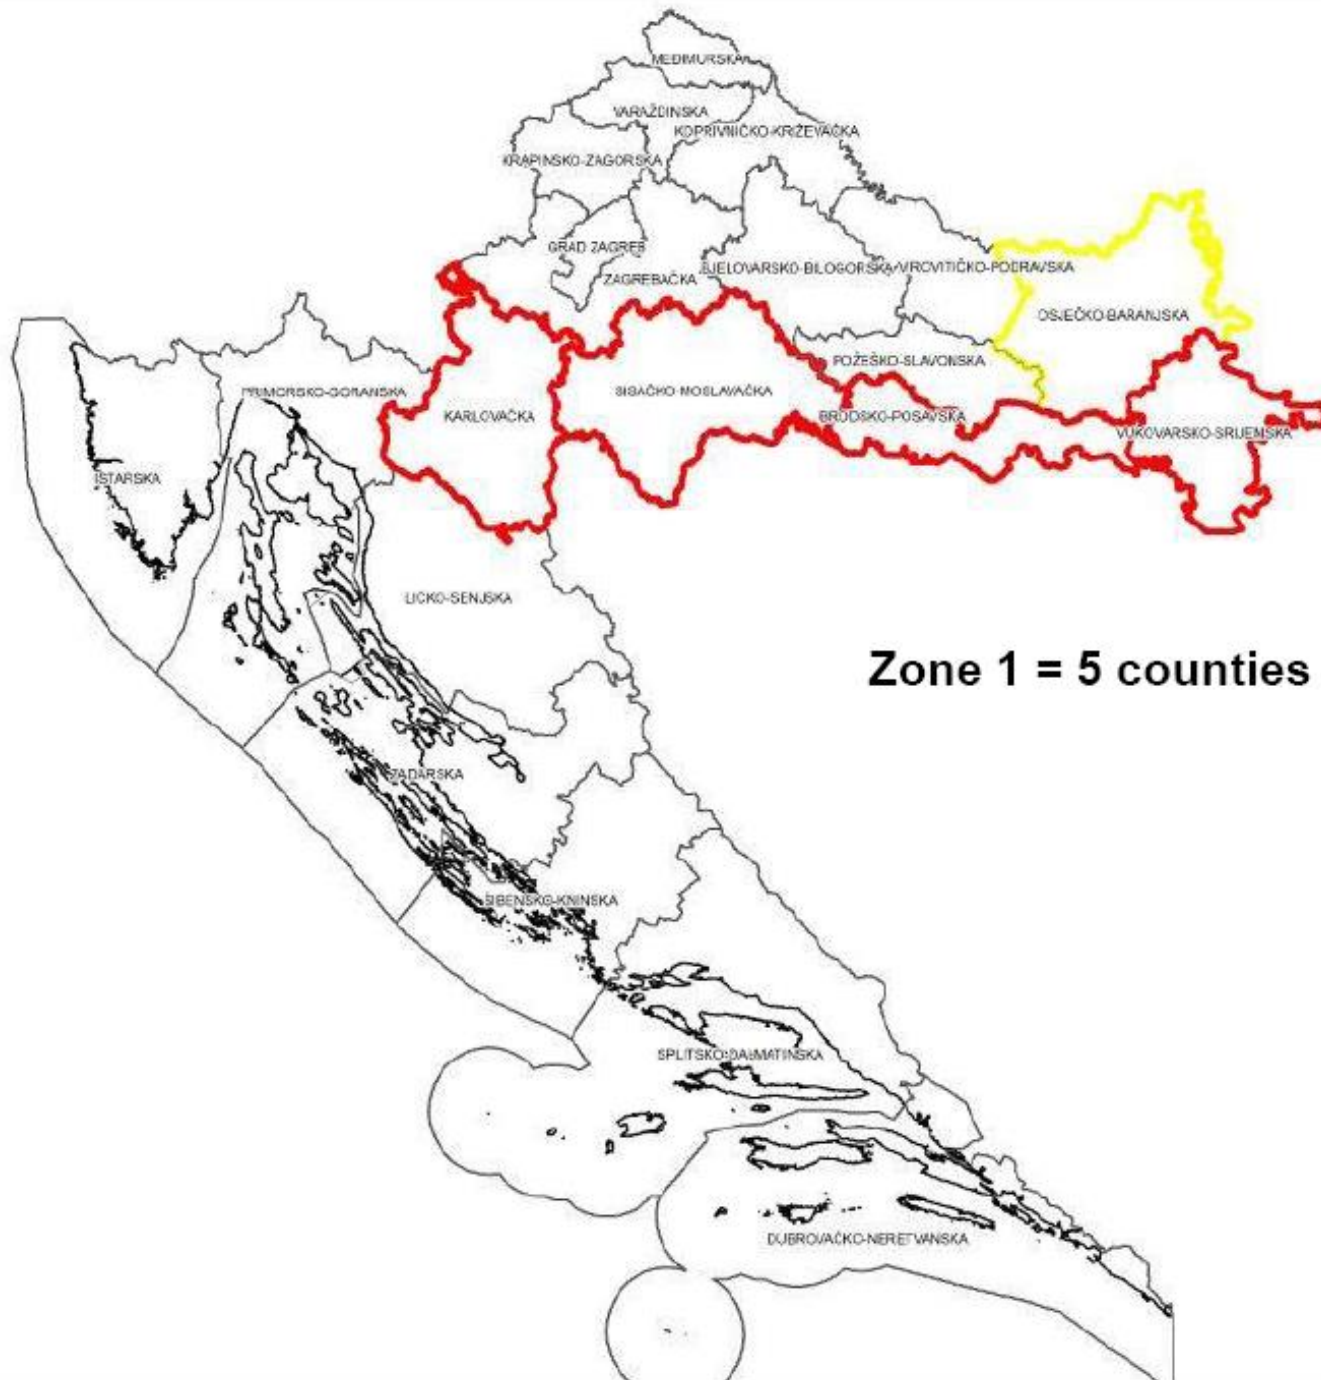 MEĐIMURSKA
VARAŽDINSKA
KOPRIVNIČKO-KRIŽEVAČKA
KRAPINSKO-ZAGORSKA
GRAD ZAGREB
ZAGREBAČKA
BJELOVARSKO-BILOGORSKA
VIROVITIČKO-PODRAVSKA
OSJEČKO-BARANJSKA
POŽEŠKO-SLAVONSKA
PRIMORSKO-GORANSKA
KARLOVAČKA
SISAČKO-MOSLAVAČKA
BRODSKO-POSAVSKA
VUKOVARSKO-SRIJEMSKA
ISTARSKA
LIČKO-SENJSKA
Zone 1 = 5 counties
ZADARSKA
ŠIBENSKO-KNINSKA
SPLITSKO-DALMATINSKA
DUBROVAČKO-NERETVANSKA